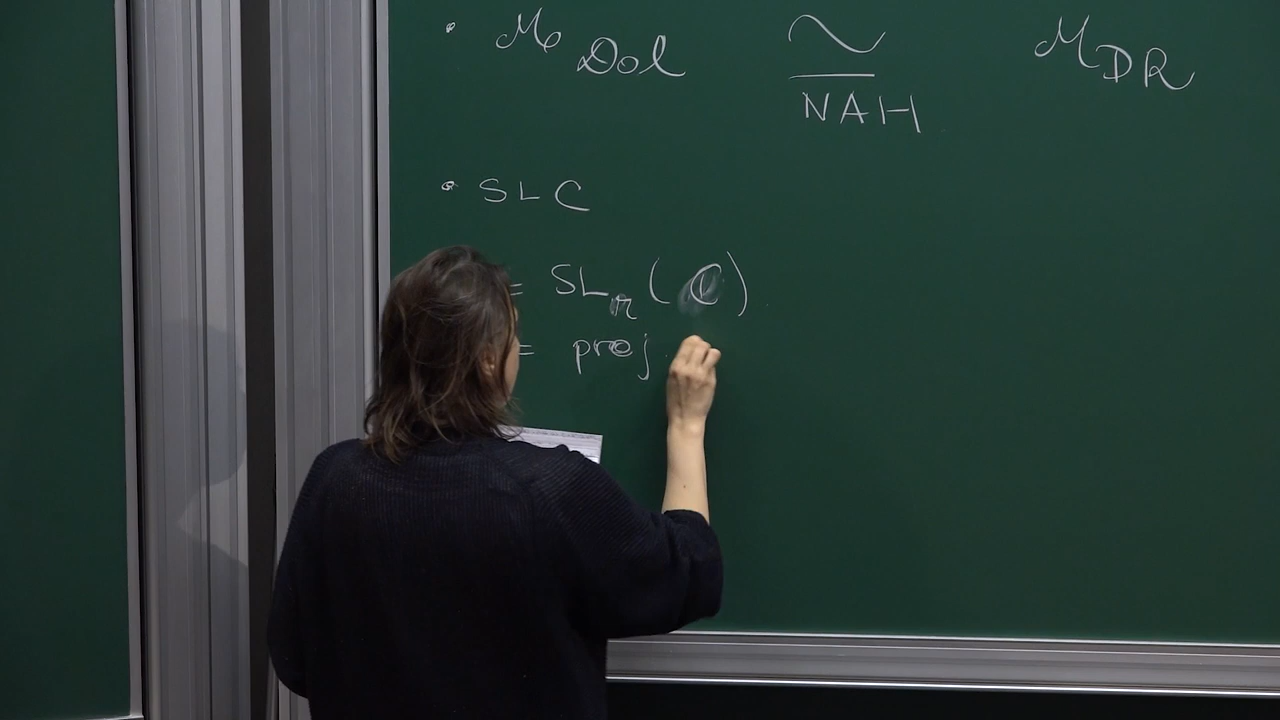 • M_Dol ≃ M_DR
NAH
• SLC
= SL_n(ℂ)
= proj.